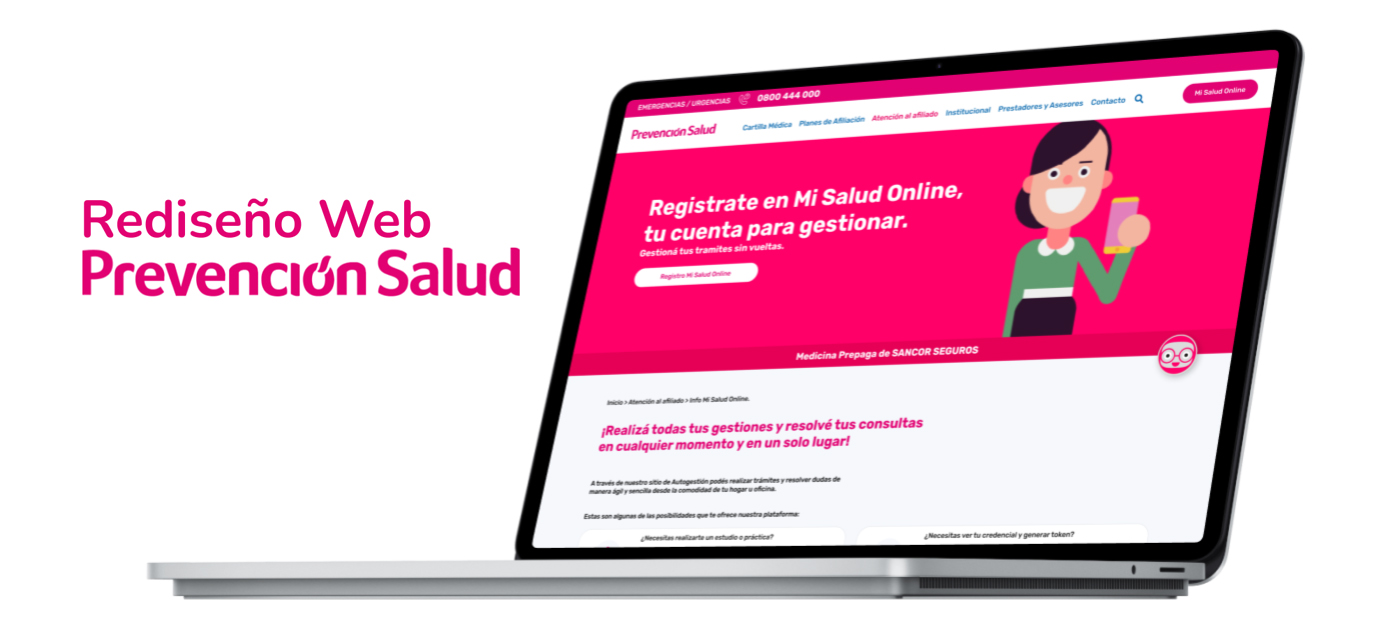 Rediseño Web
Prevención Salud
EMERGENCIAS / URGENCIAS 0800 444 000
Prevención Salud Cartilla Médica Planes de Afiliación Atención al afiliado Institucional Prestadores y Asesores Contacto Mi Salud Online
Registrate en Mi Salud Online,
tu cuenta para gestionar.
Gestioná tus tramites sin vueltas.
Registro Mi Salud Online
Medicina Prepaga de SANCOR SEGUROS
Inicio > Atención al afiliado > Info Mi Salud Online.
¡Realizá todas tus gestiones y resolvé tus consultas
en cualquier momento y en un solo lugar!
A través de nuestro sitio de Autogestión podés realizar trámites y resolver dudas de
manera ágil y sencilla desde la comodidad de tu hogar u oficina.
Estas son algunas de las posibilidades que te ofrece nuestra plataforma:
¿Necesitas realizarte un estudio o práctica? ¿Necesitas ver tu credencial y generar token?